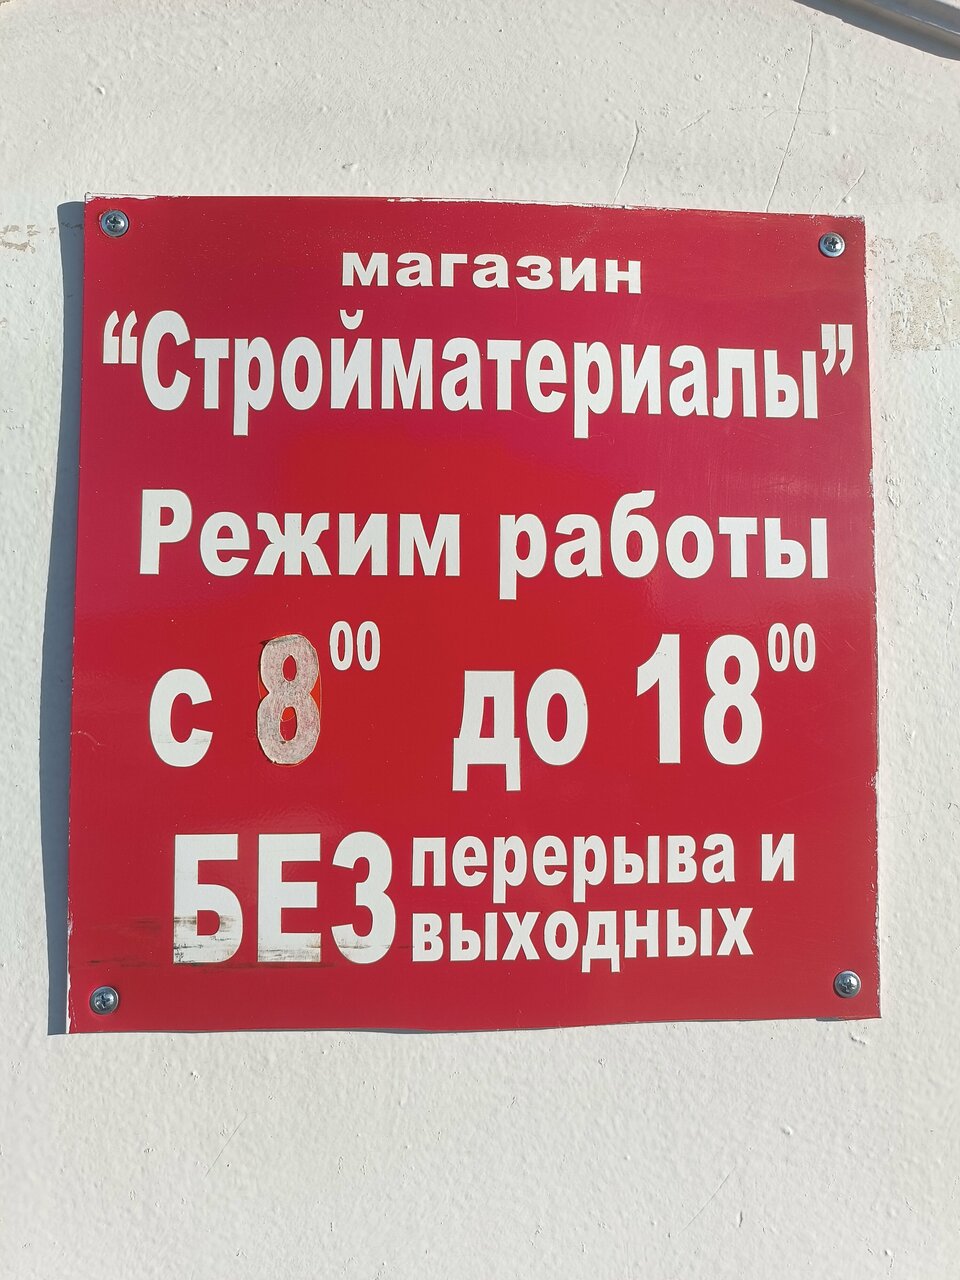 магазин
“Стройматериалы”
Режим работы
с 8⁰⁰ до 18⁰⁰
БЕЗ перерыва и
выходных